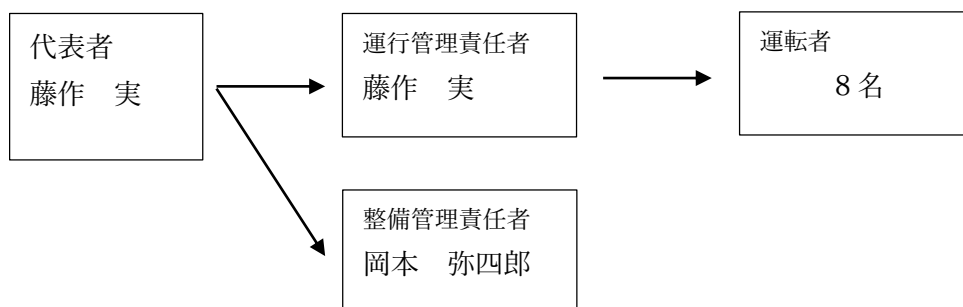 代表者
藤作　実
運行管理責任者
藤作　実
運転者
８名
整備管理責任者
岡本　弥四郎